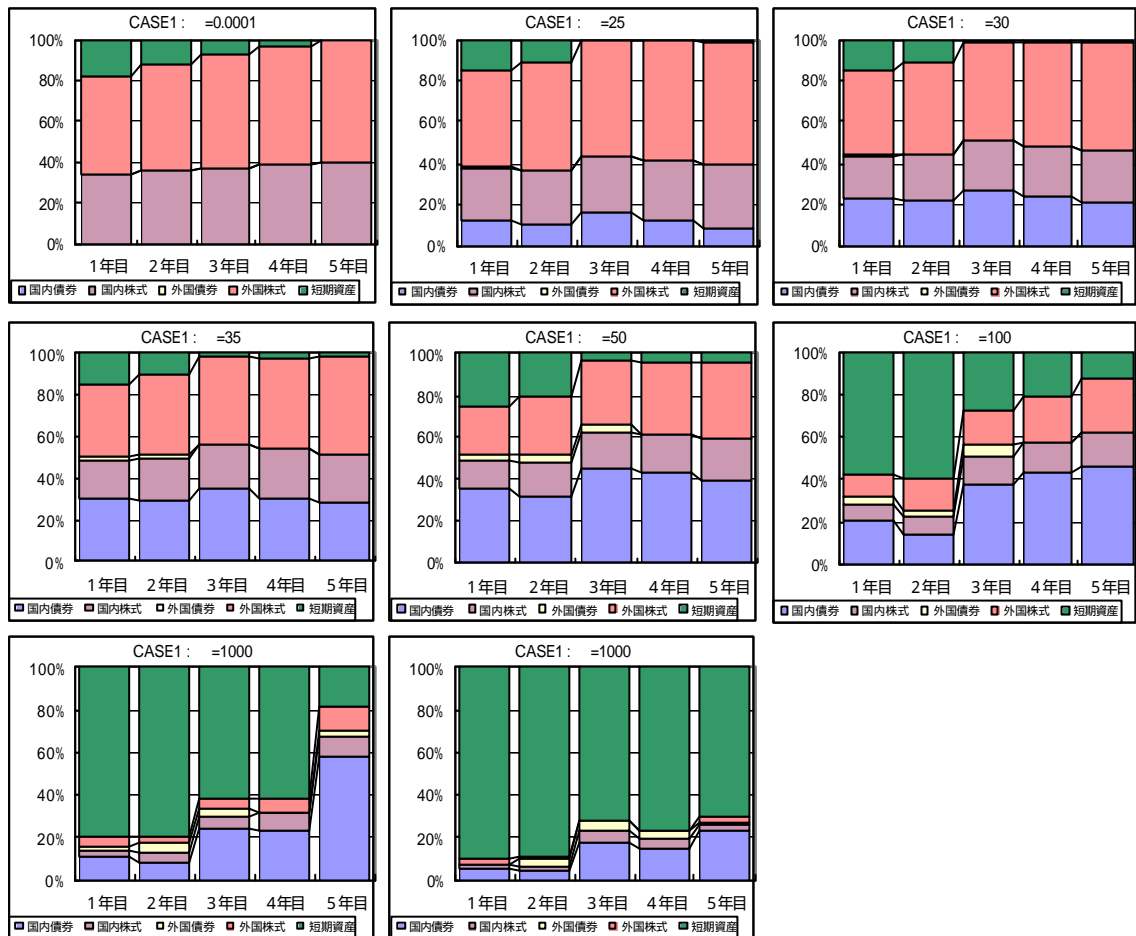 CASE1 : =0.0001
100%
80%
60%
40%
20%
0%
1年目 2年目 3年目 4年目 5年目
国内債券 国内株式 外国債券 外国株式 短期資産
CASE1 : =25
100%
80%
60%
40%
20%
0%
1年目 2年目 3年目 4年目 5年目
国内債券 国内株式 外国債券 外国株式 短期資産
CASE1 : =30
100%
80%
60%
40%
20%
0%
1年目 2年目 3年目 4年目 5年目
国内債券 国内株式 外国債券 外国株式 短期資産
CASE1 : =35
100%
80%
60%
40%
20%
0%
1年目 2年目 3年目 4年目 5年目
国内債券 国内株式 外国債券 外国株式 短期資産
CASE1 : =50
100%
80%
60%
40%
20%
0%
1年目 2年目 3年目 4年目 5年目
国内債券 国内株式 外国債券 外国株式 短期資産
CASE1 : =100
100%
80%
60%
40%
20%
0%
1年目 2年目 3年目 4年目 5年目
国内債券 国内株式 外国債券 外国株式 短期資産
CASE1 : =1000
100%
80%
60%
40%
20%
0%
1年目 2年目 3年目 4年目 5年目
国内債券 国内株式 外国債券 外国株式 短期資産
CASE1 : =1000
100%
80%
60%
40%
20%
0%
1年目 2年目 3年目 4年目 5年目
国内債券 国内株式 外国債券 外国株式 短期資産